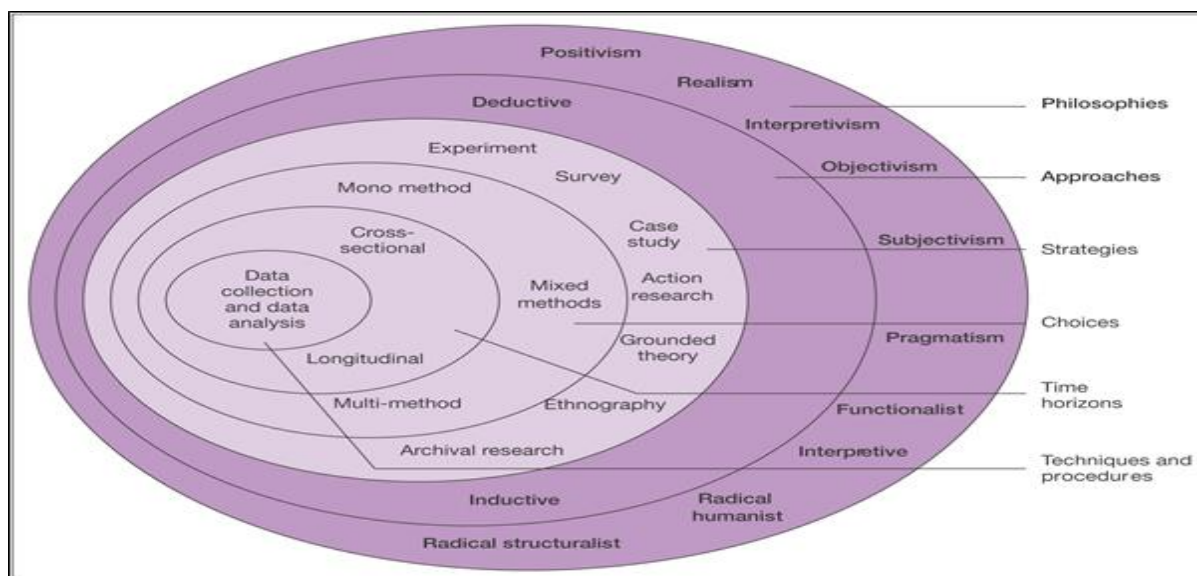 Positivism
Realism
Philosophies
Deductive
Interpretivism
Experiment
Objectivism
Survey
Approaches
Mono method
Case
study
Cross-
sectional
Subjectivism
Strategies
Data
collection
and data
analysis
Mixed
methods
Action
research
Choices
Grounded
theory
Pragmatism
Longitudinal
Time
horizons
Multi-method
Ethnography
Functionalist
Archival research
Interpretive
Techniques and
procedures
Inductive
Radical
humanist
Radical structuralist